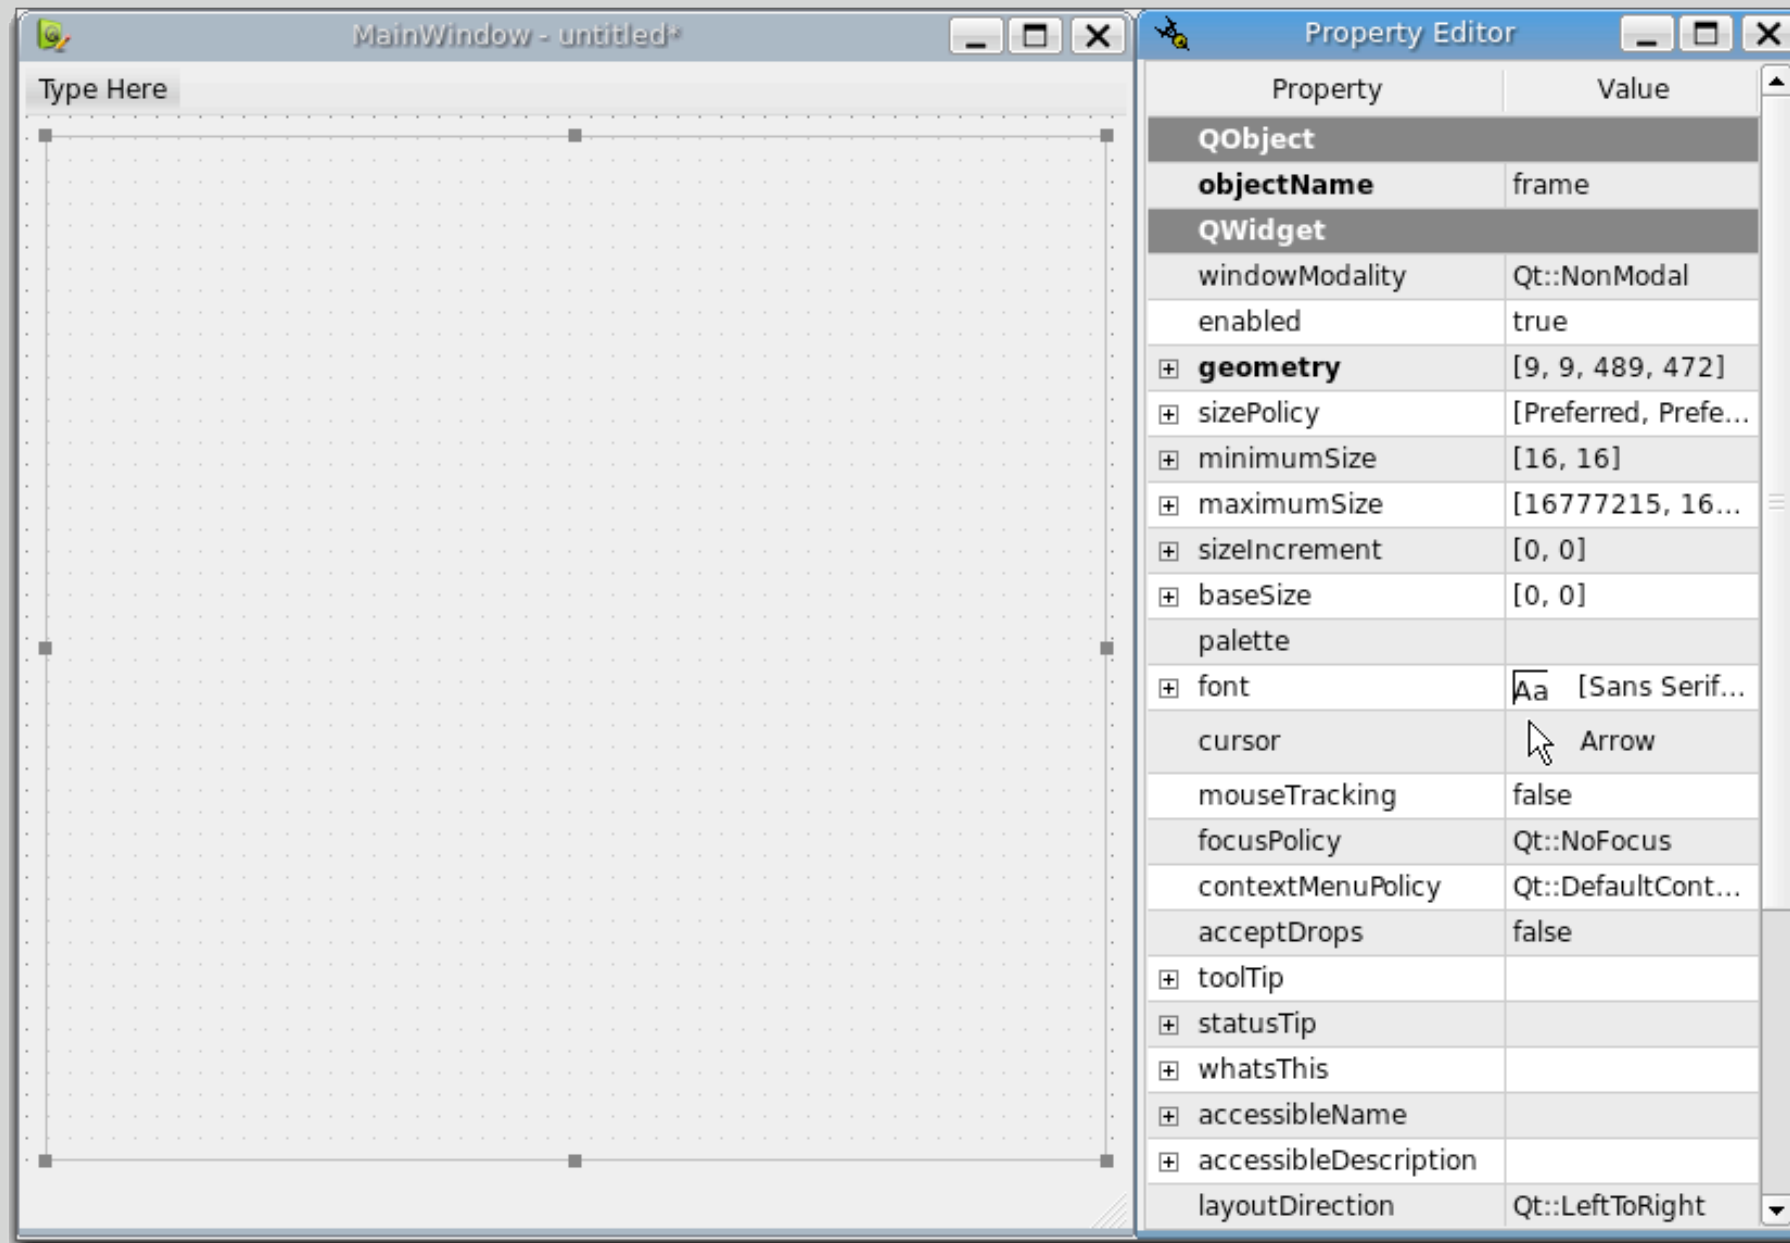 MainWindow - untitled*
Type Here
Property Editor
Property Value
QObject
objectName frame
QWidget
windowModality Qt::NonModal
enabled true
geometry [9, 9, 489, 472]
sizePolicy [Preferred, Prefe...
minimumSize [16, 16]
maximumSize [16777215, 16...
sizeIncrement [0, 0]
baseSize [0, 0]
palette
font Aa [Sans Serif...
cursor Arrow
mouseTracking false
focusPolicy Qt::NoFocus
contextMenuPolicy Qt::DefaultCont...
acceptDrops false
toolTip
statusTip
whatsThis
accessibleName
accessibleDescription
layoutDirection Qt::LeftToRight